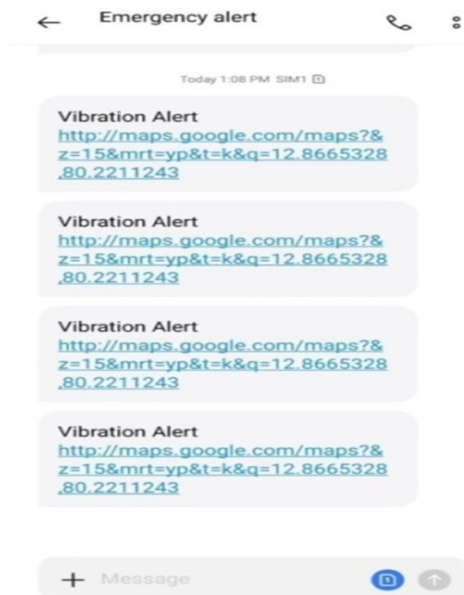 Emergency alert
Today 1:08 PM SIM1 1
Vibration Alert
http://maps.google.com/maps?&
z=15&mrt=yp&t=k&q=12.8665328
,80.2211243
Vibration Alert
http://maps.google.com/maps?&
z=15&mrt=yp&t=k&q=12.8665328
,80.2211243
Vibration Alert
http://maps.google.com/maps?&
z=15&mrt=yp&t=k&q=12.8665328
,80.2211243
Vibration Alert
http://maps.google.com/maps?&
z=15&mrt=yp&t=k&q=12.8665328
,80.2211243
Message 1